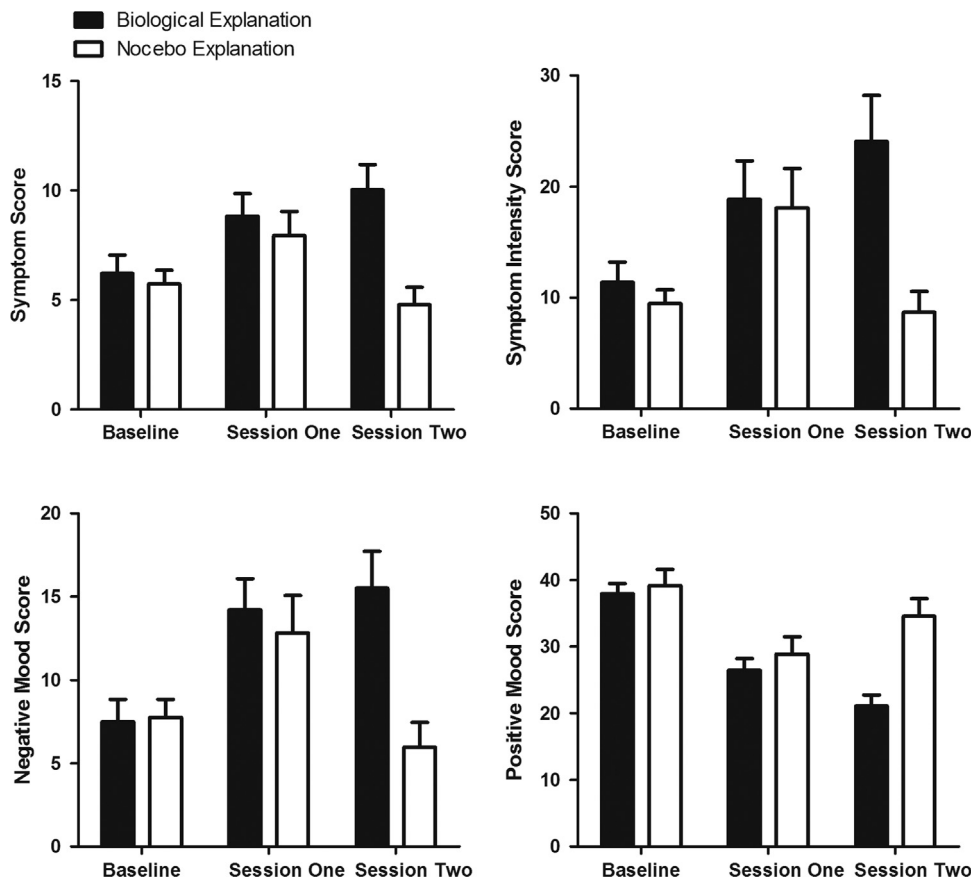 Biological Explanation
Nocebo Explanation
Symptom Score
15
10
5
0
Baseline Session One Session Two
Symptom Intensity Score
30
20
10
0
Baseline Session One Session Two
Negative Mood Score
20
15
10
5
0
Baseline Session One Session Two
Positive Mood Score
50
40
30
20
10
0
Baseline Session One Session Two